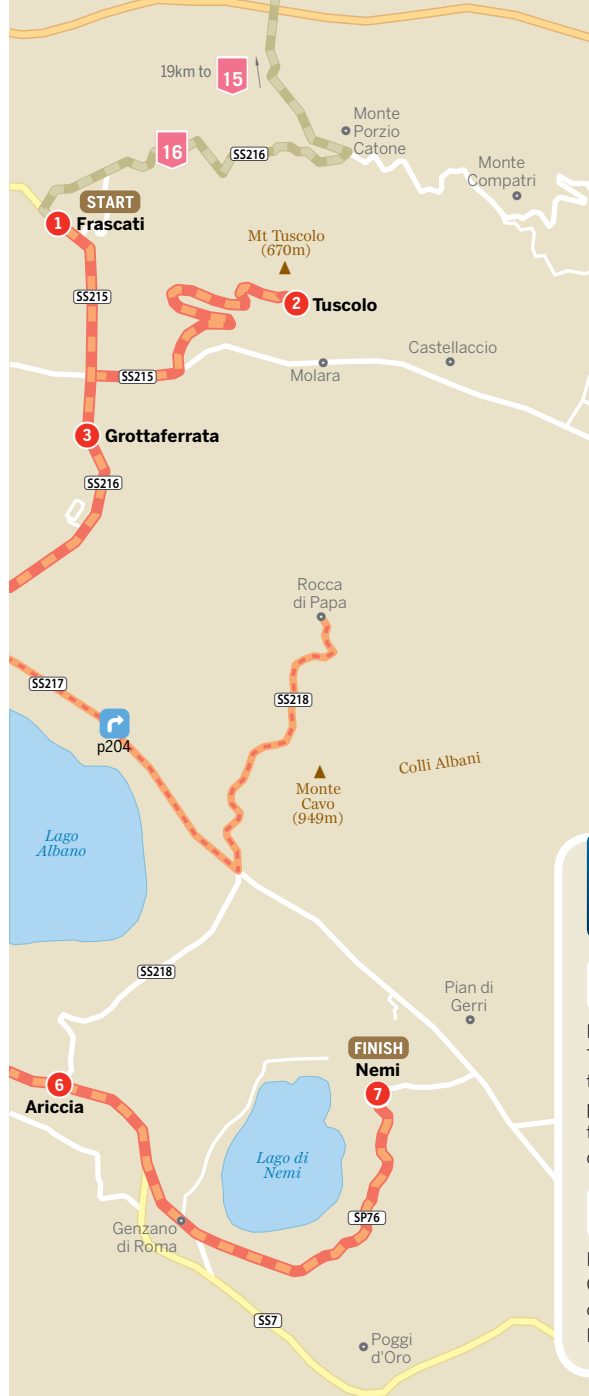 19km to
15
Monte
Porzio
Catone
16
SS216
Monte
Compatri
START
1 Frascati
Mt Tuscolo
(670m)
SS215
2 Tuscolo
Castellaccio
SS215
Molara
3 Grottaferrata
SS216
Rocca
di Papa
SS217
SS218
p204
Colli Albani
Monte
Cavo
(949m)
Lago
Albano
SS218
Pian di
Gerri
FINISH
Nemi
7
6
Ariccia
Lago di
Nemi
SP76
Genzano
di Roma
SS7
Poggi
d'Oro